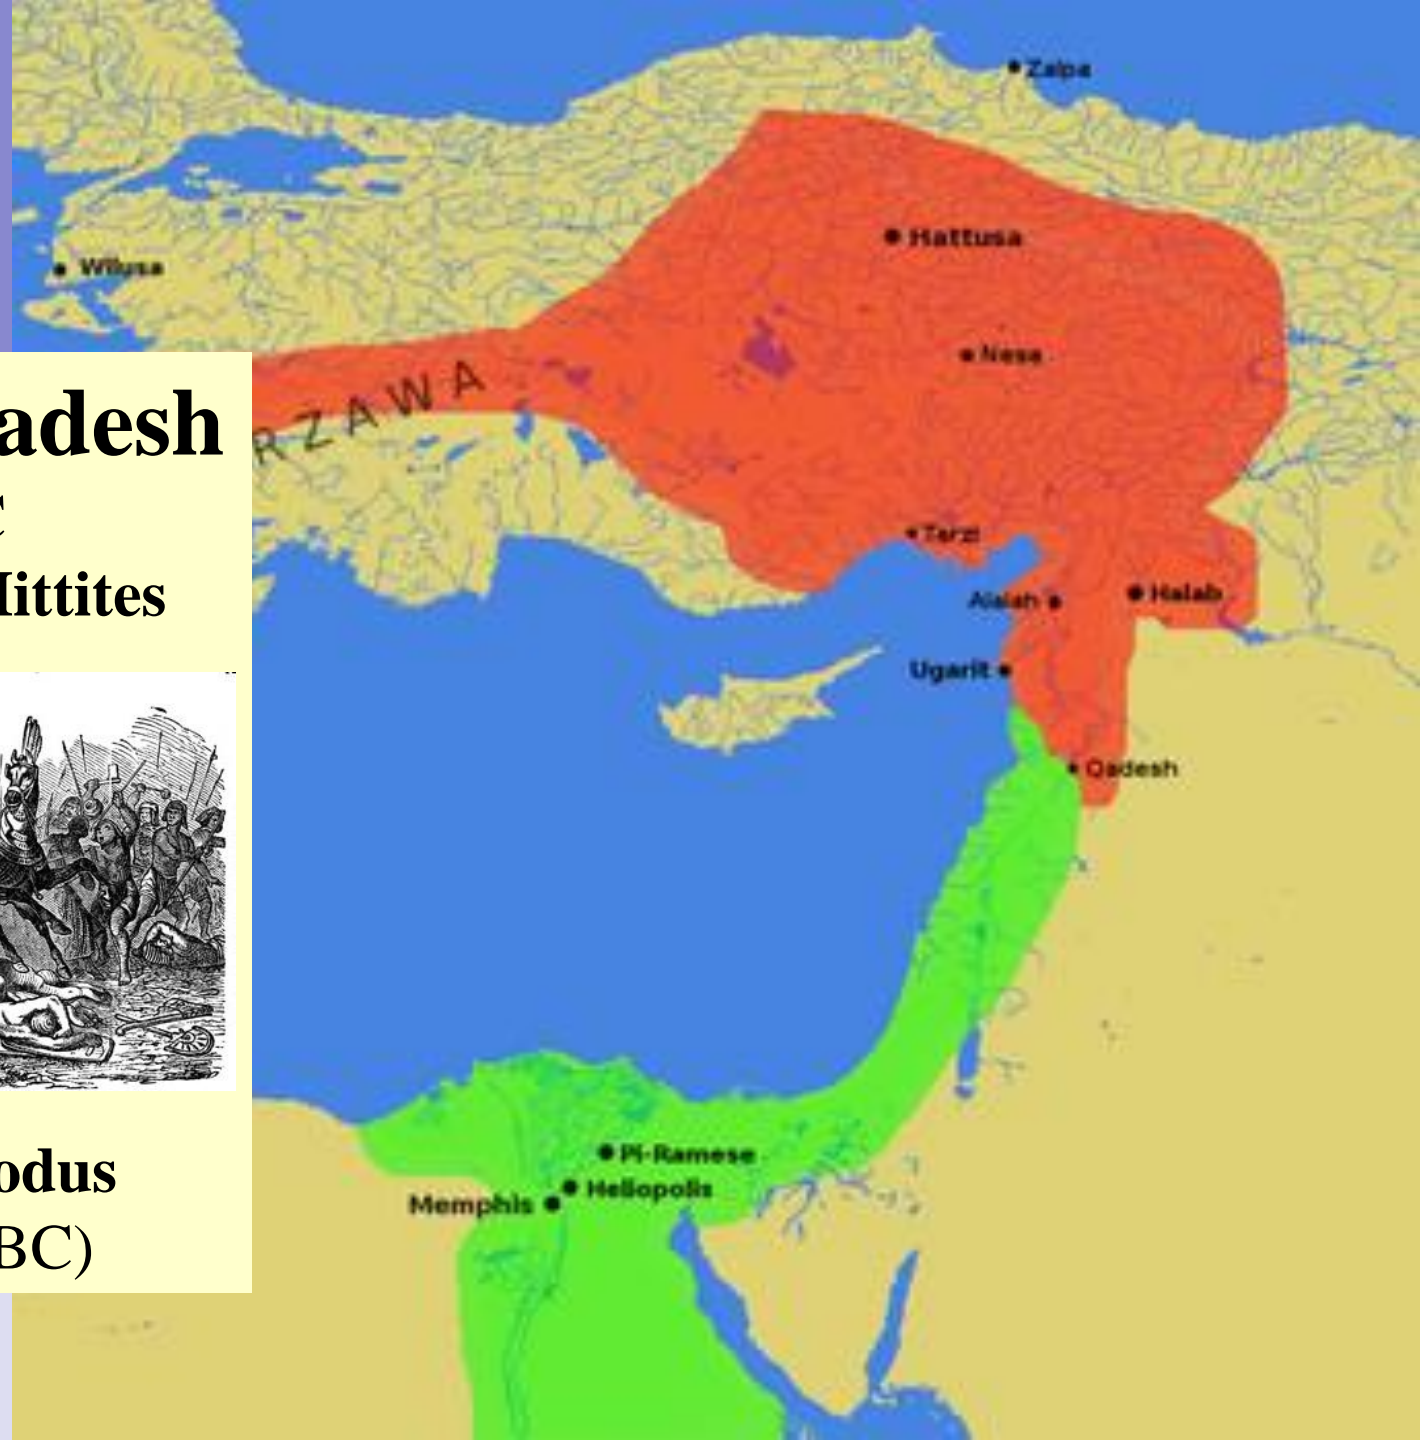 Zalpa
Hattusa
Wilusa
Nesa
RZAWA
adesh
C
Hittites
Tarzi
Alalah
Halab
Ugarit
Qadesh
Pi-Ramese
Heliopolis
Memphis
odus
BC)